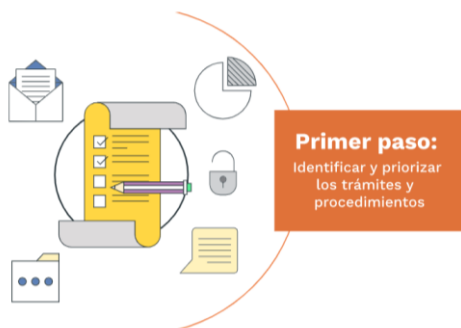 Primer paso:
Identificar y priorizar
los trámites y
procedimientos